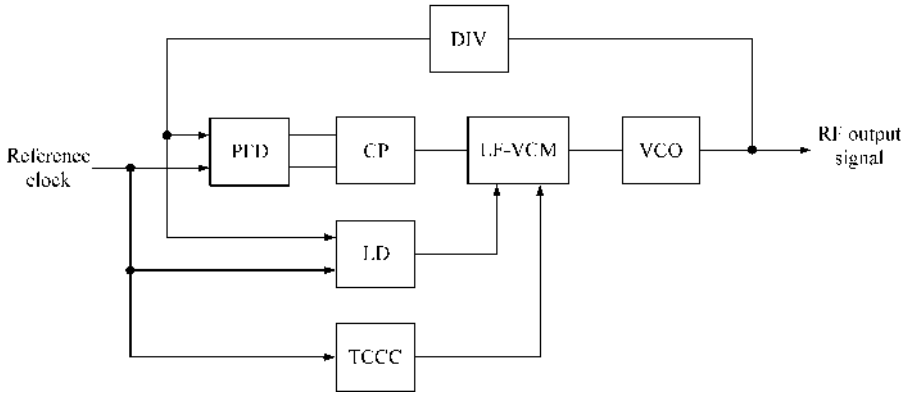 DIV
Reference
clock
PFD
CP
LF-VCM
VCO
RF output
signal
LD
TCCC